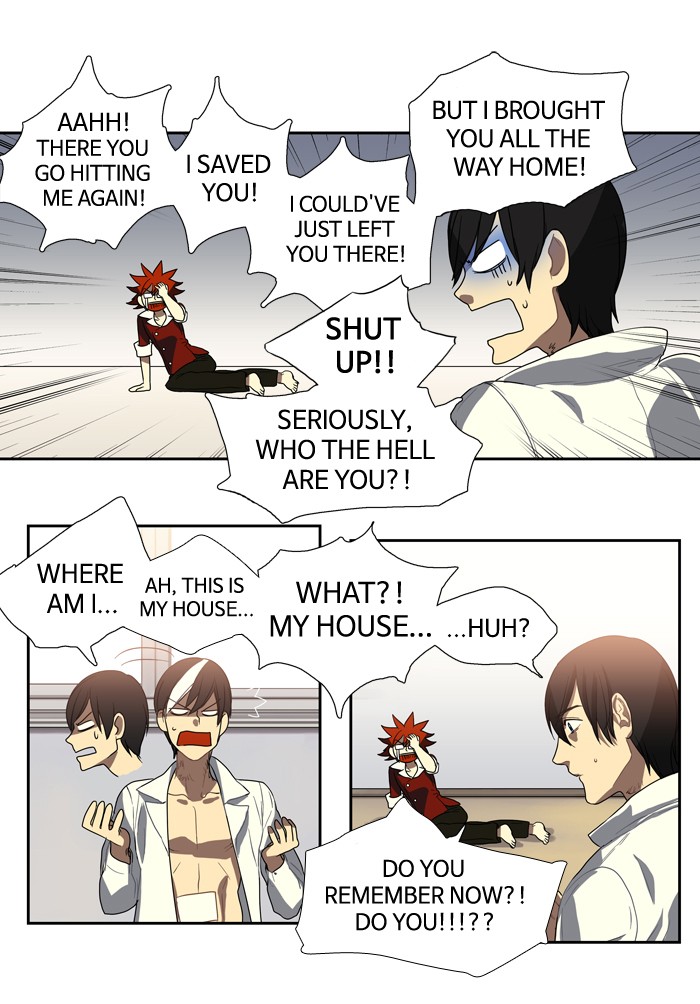 AAHH!
THERE YOU
GO HITTING
ME AGAIN!
I SAVED
YOU!
I COULD'VE
JUST LEFT
YOU THERE!
BUT I BROUGHT
YOU ALL THE
WAY HOME!
SHUT
UP!!
SERIOUSLY,
WHO THE HELL
ARE YOU?!
WHERE
AM I...
AH, THIS IS
MY HOUSE...
WHAT?!
MY HOUSE...
...HUH?
DO YOU
REMEMBER NOW?!
DO YOU!!!??